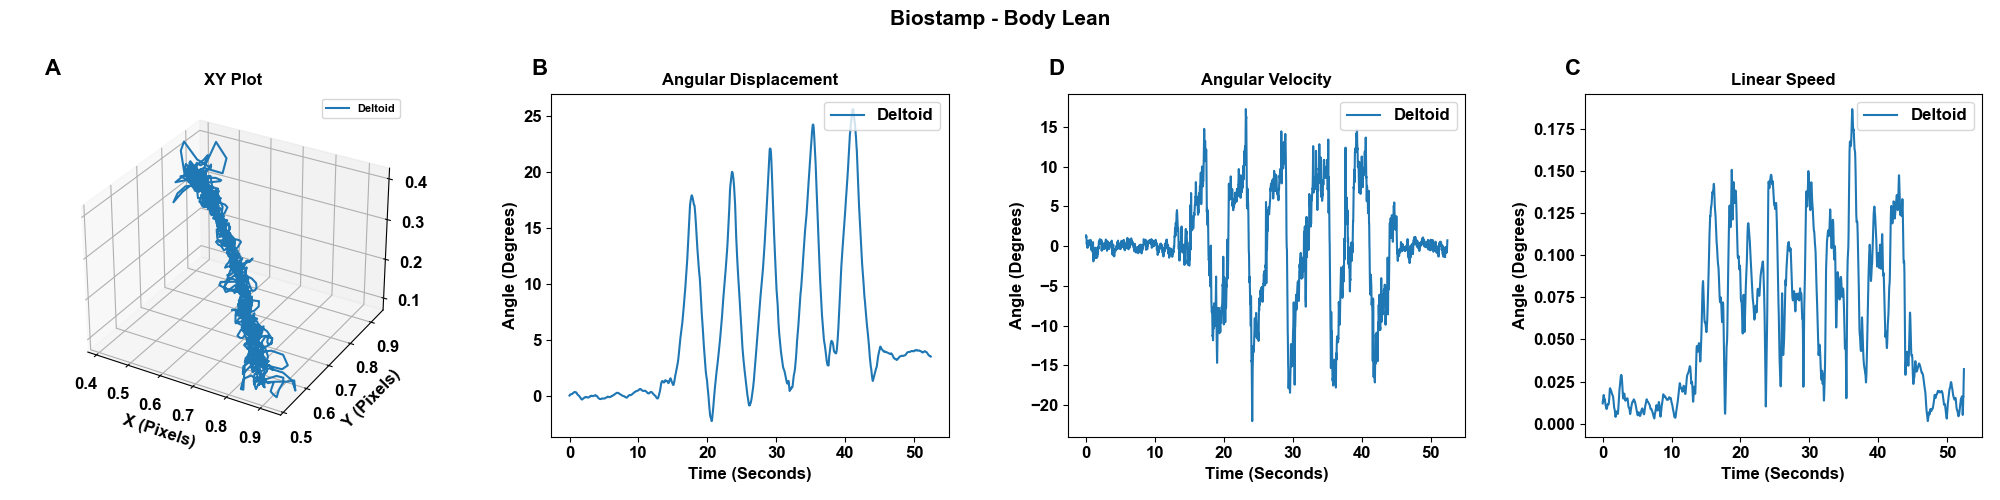 Biostamp - Body Lean
A
XY Plot
Deltoid
0.4
0.3
0.2
0.1
0.4
0.5
0.6
0.7
0.8
0.9
X (Pixels)
0.5
0.6
0.7
0.8
0.9
Y (Pixels)
B
Angular Displacement
Deltoid
25
20
15
10
5
0
Angle (Degrees)
0 10 20 30 40 50
Time (Seconds)
D
Angular Velocity
Deltoid
15
10
5
0
−5
−10
−15
−20
Angle (Degrees)
0 10 20 30 40 50
Time (Seconds)
C
Linear Speed
Deltoid
0.175
0.150
0.125
0.100
0.075
0.050
0.025
0.000
Angle (Degrees)
0 10 20 30 40 50
Time (Seconds)